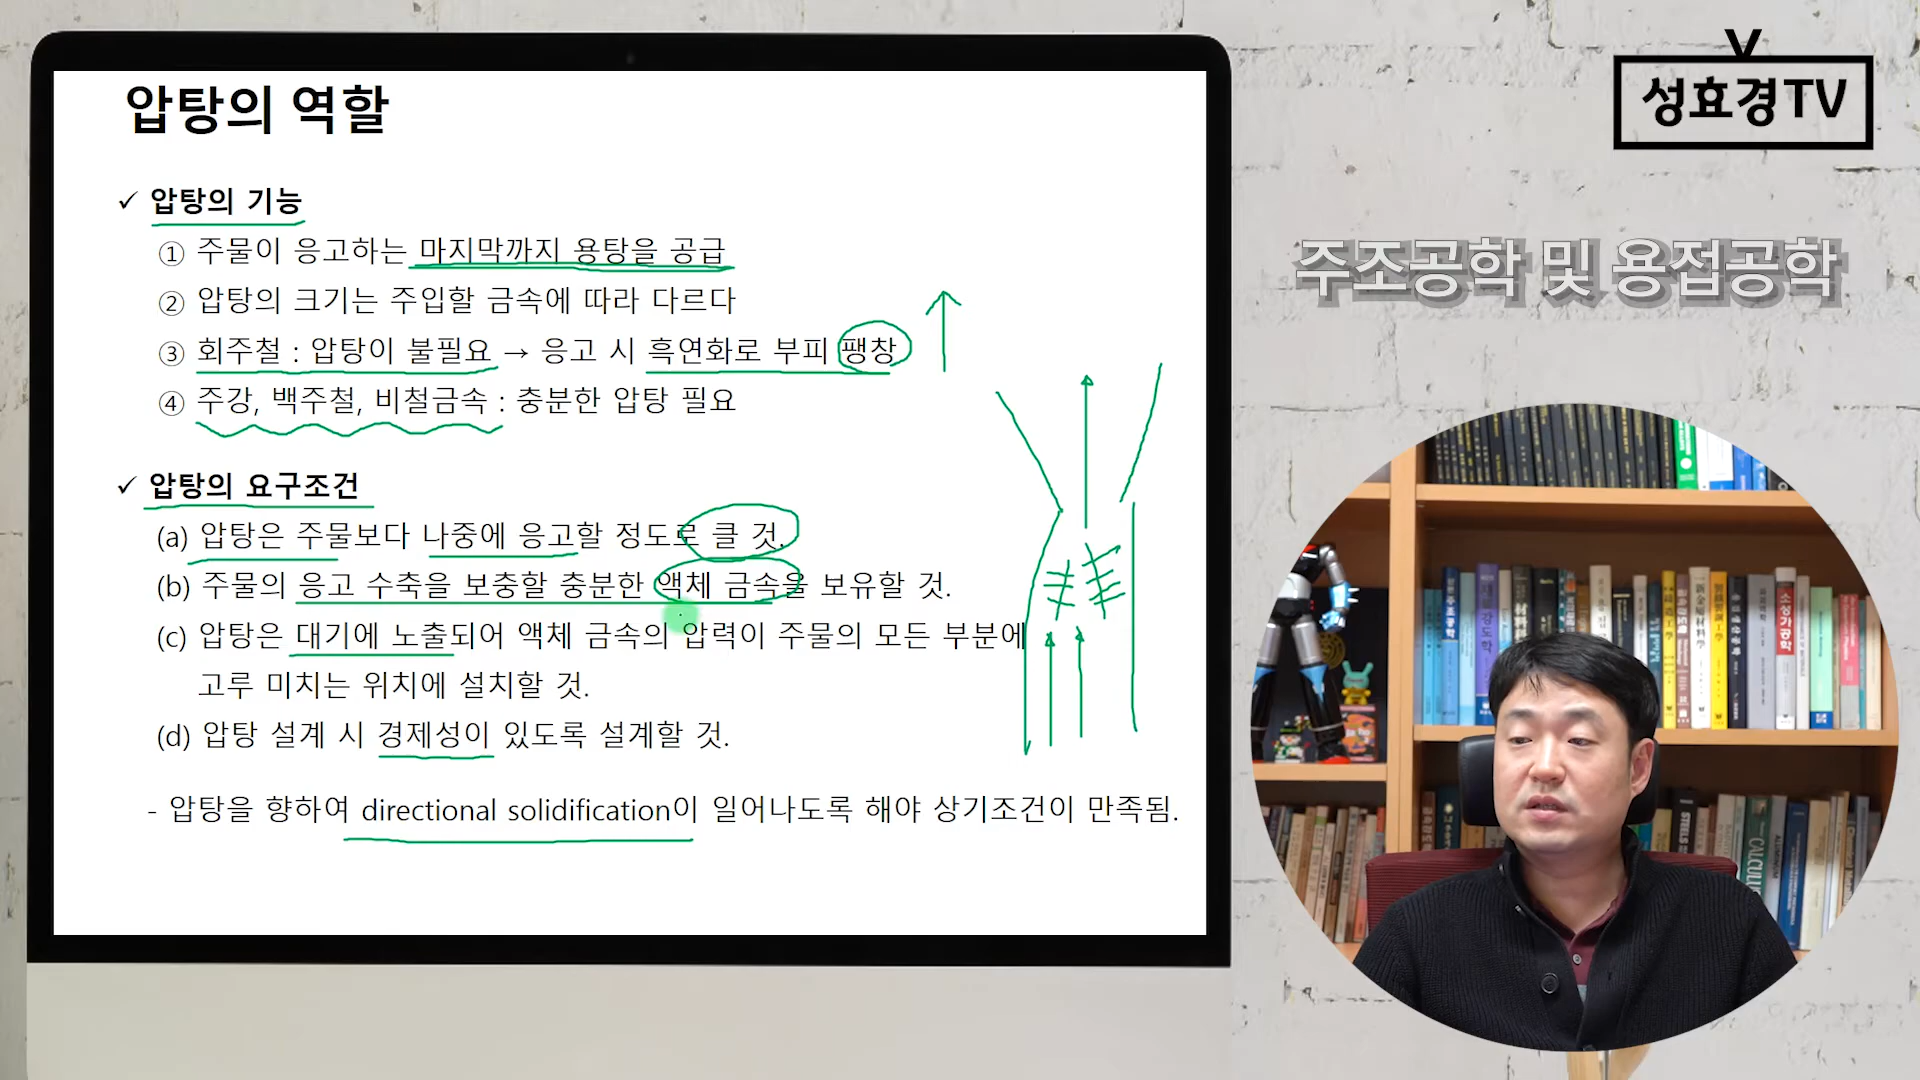 압탕의 역할
✓ 압탕의 기능
① 주물이 응고하는 마지막까지 용탕을 공급
② 압탕의 크기는 주입할 금속에 따라 다르다
③ 회주철 : 압탕이 불필요 → 응고 시 흑연화로 부피 팽창
④ 주강, 백주철, 비철금속 : 충분한 압탕 필요
✓ 압탕의 요구조건
(a) 압탕은 주물보다 나중에 응고할 정도로 클 것.
(b) 주물의 응고 수축을 보충할 충분한 액체 금속을 보유할 것.
(c) 압탕은 대기에 노출되어 액체 금속의 압력이 주물의 모든 부분에
고루 미치는 위치에 설치할 것.
(d) 압탕 설계 시 경제성이 있도록 설계할 것.
- 압탕을 향하여 directional solidification이 일어나도록 해야 상기조건이 만족됨.
성효경TV
주조공학 및 용접공학
소성가공학
CALCULUS
STEELS